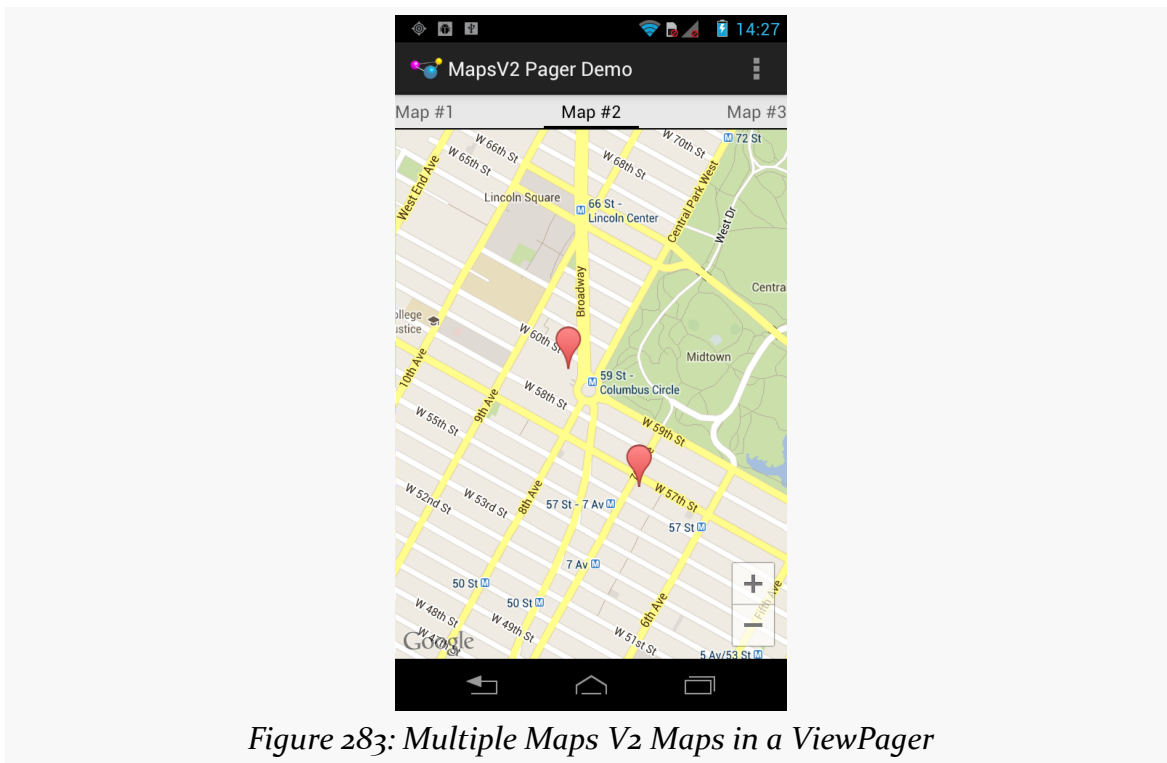 14:27
MapsV2 Pager Demo
Map #1
Map #2
Map #3
W 66th St
W 65th St
West End Ave
W 70th St
72 St
W 68th St
Lincoln Square
66 St -
Lincoln Center
Central Park West
West Dr
Broadway
Centra
ollege
ustice
W 60th St
Midtown
10th Ave
59 St -
Columbus Circle
W 58th St
9th Ave
W 55th St
W 59th St
W 52nd St
W 53rd St
8th Ave
57 St - 7 Av
W 57th St
57 St
7 Av
50 St
50 St
+
Fifth Ave
6th Ave
W 48th St
W 49th St
−
W 51st St
Google
5 Av/53 St
Figure 283: Multiple Maps V2 Maps in a ViewPager